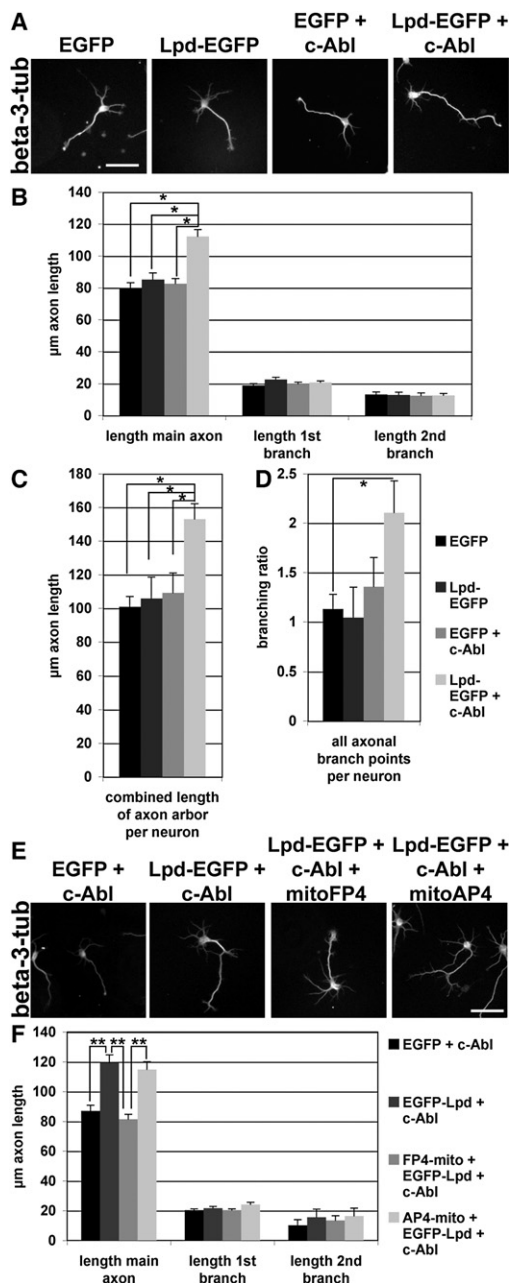 A
EGFP
Lpd-EGFP
EGFP +
c-Abl
Lpd-EGFP +
c-Abl
beta-3-tub
B
µm axon length
140
120
100
80
60
40
20
0
*
*
*
length main axon
length 1st
branch
length 2nd
branch
C
µm axon length
180
160
140
120
100
80
60
40
20
0
*
*
*
combined length
of axon arbor
per neuron
D
branching ratio
2.5
2
1.5
1
0.5
0
*
all axonal
branch points
per neuron
EGFP
Lpd-
EGFP
EGFP +
c-Abl
Lpd-
EGFP +
c-Abl
E
EGFP +
c-Abl
Lpd-EGFP +
c-Abl
Lpd-EGFP +
c-Abl +
mitoFP4
Lpd-EGFP +
c-Abl +
mitoAP4
beta-3-tub
F
µm axon length
140
120
100
80
60
40
20
0
** ** **
length main
axon
length 1st
branch
length 2nd
branch
EGFP + c-Abl
EGFP-Lpd +
c-Abl
FP4-mito +
EGFP-Lpd +
c-Abl
AP4-mito +
EGFP-Lpd +
c-Abl